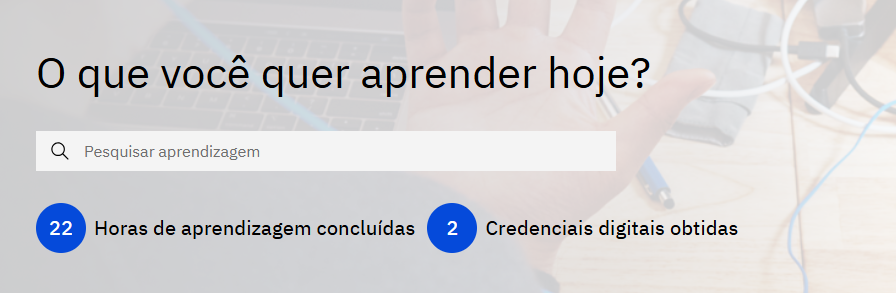 O que você quer aprender hoje?
Pesquisar aprendizagem
22 Horas de aprendizagem concluídas 2 Credenciais digitais obtidas